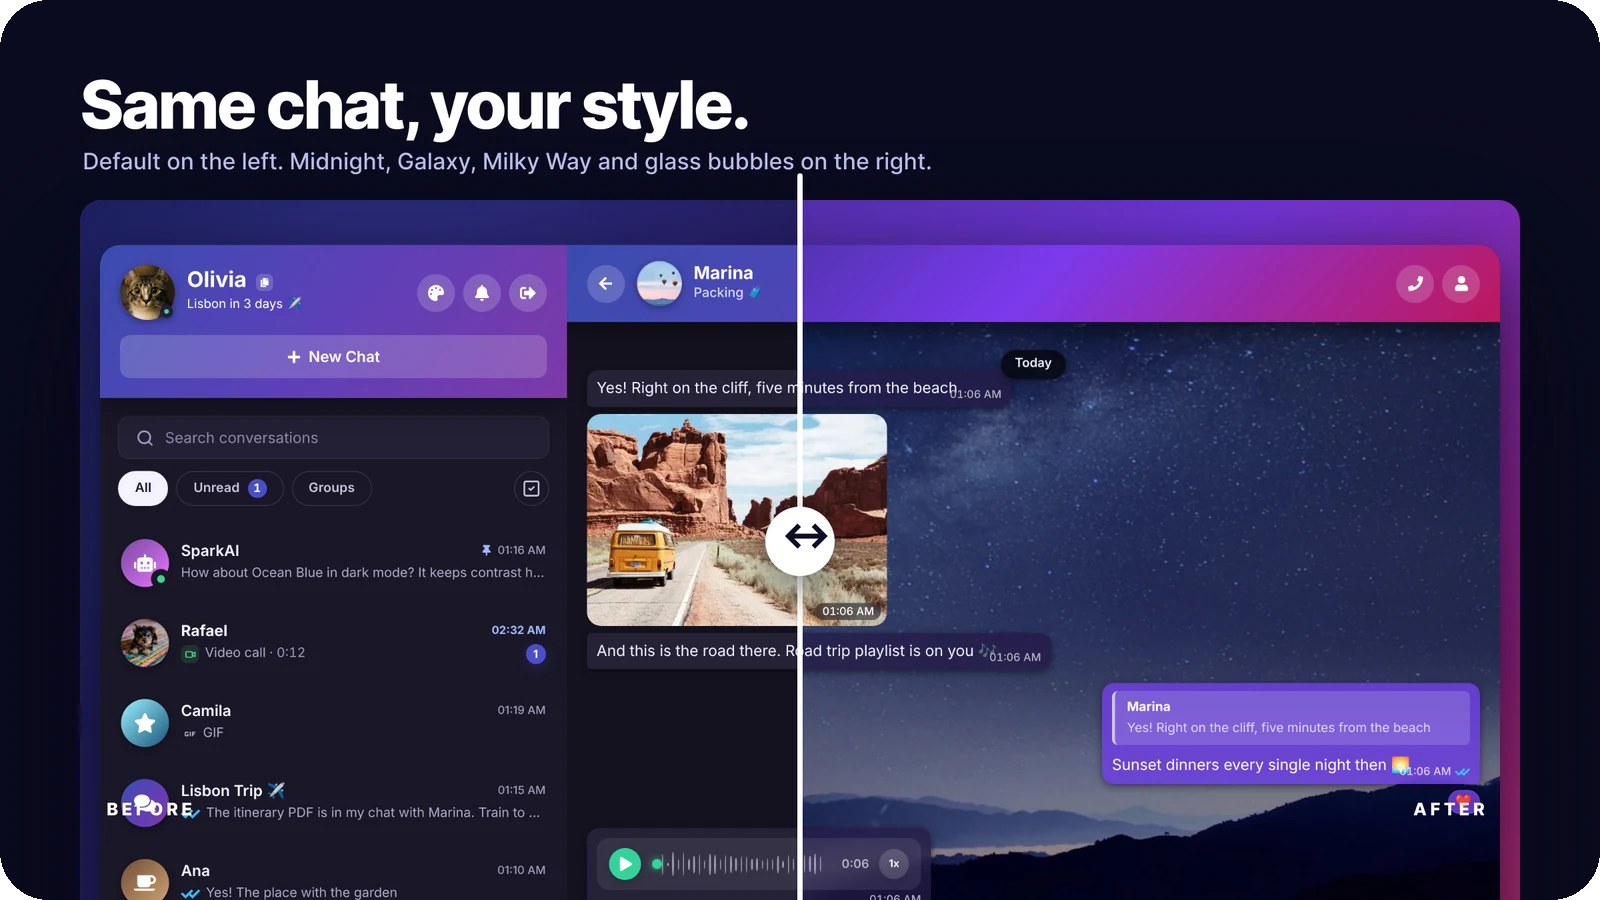 Same chat, your style.
Default on the left. Midnight, Galaxy, Milky Way and glass bubbles on the right.
Olivia
Lisbon in 3 days ✈️
New Chat
Search conversations
All
Unread 1
Groups
SparkAI
01:16 AM
How about Ocean Blue in dark mode? It keeps contrast h...
Rafael
02:32 AM
Video call · 0:12
1
Camila
01:19 AM
GIF GIF
Lisbon Trip ✈️
01:15 AM
The itinerary PDF is in my chat with Marina. Train to ...
BEFORE
Ana
01:10 AM
Yes! The place with the garden
Marina
Packing 🧳
Today
Yes! Right on the cliff, five minutes from the beach
01:06 AM
01:06 AM
And this is the road there. Road trip playlist is on you 🎶
01:06 AM
Marina
Yes! Right on the cliff, five minutes from the beach
Sunset dinners every single night then 🌅
01:06 AM
AFTER
0:06
1x
01:06 AM